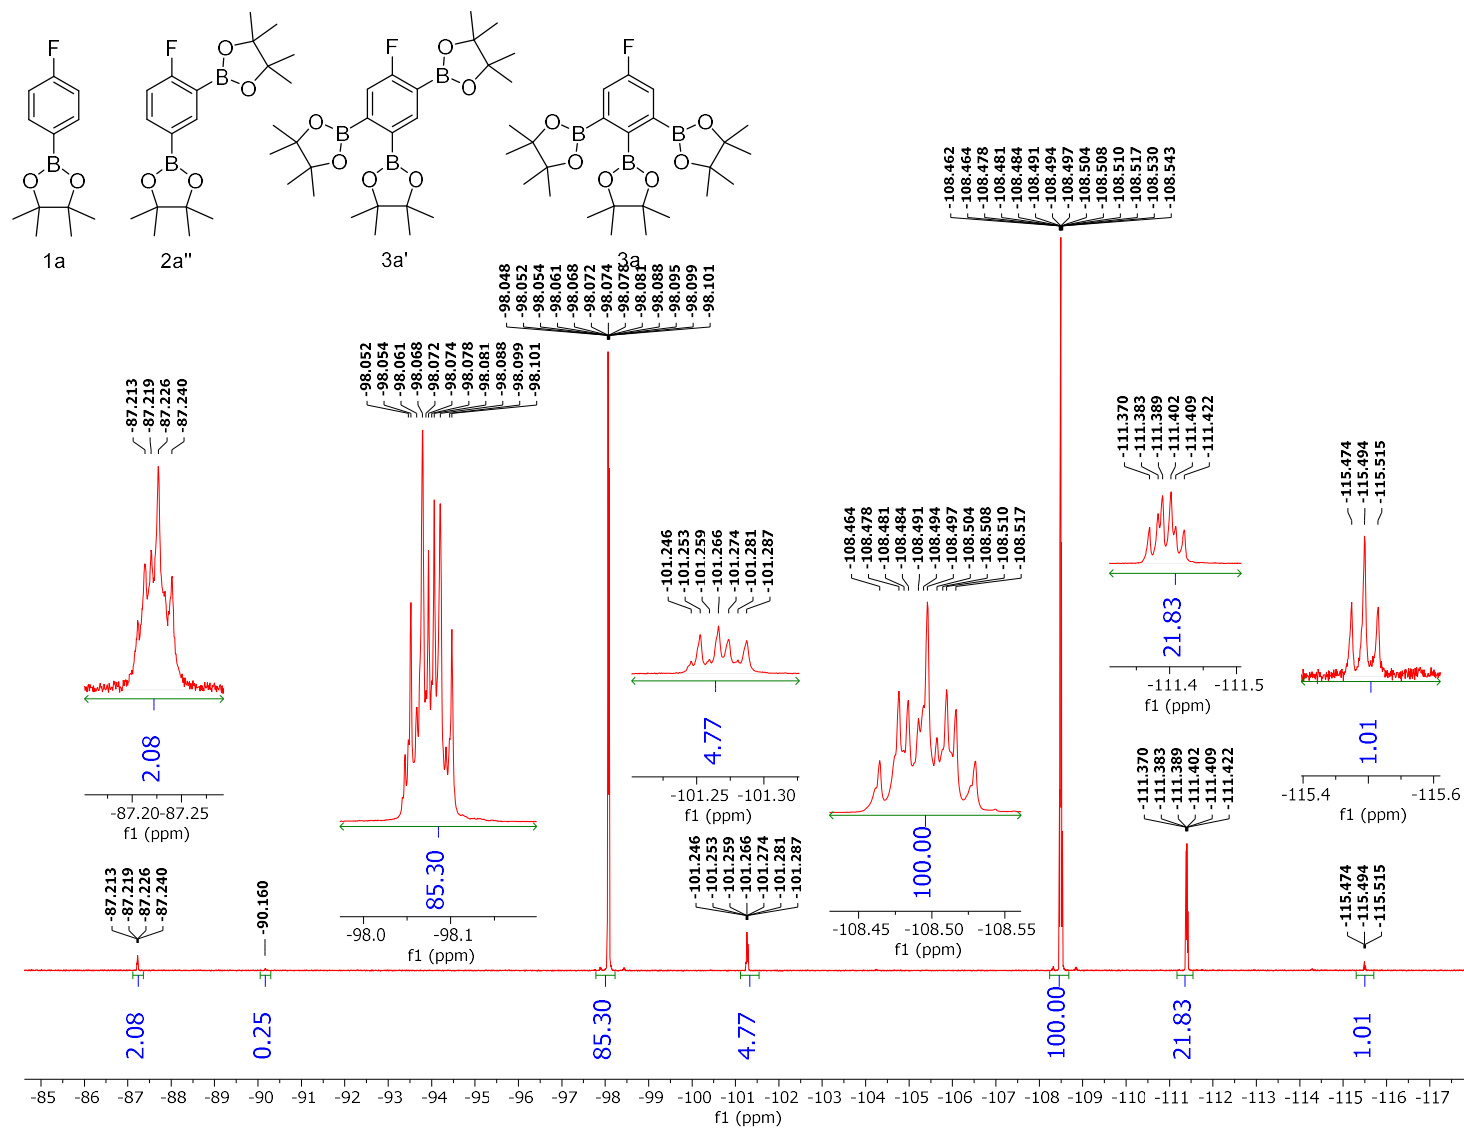 F
B
O
O
1a
F
B
O
O
B
O
O
2a"
F
B
O
O
O
B
O
B
O
O
3a'
F
O
B
O
B
O
O
B
O
O
3a
-87.213
-87.219
-87.226
-87.240
2.08
-87.20
-87.25
f1 (ppm)
-98.052
-98.054
-98.061
-98.068
-98.072
-98.074
-98.078
-98.081
-98.088
-98.099
-98.101
85.30
-98.0
-98.1
f1 (ppm)
-98.048
-98.052
-98.054
-98.061
-98.068
-98.072
-98.074
-98.078
-98.081
-98.088
-98.095
-98.099
-98.101
-101.246
-101.253
-101.259
-101.266
-101.274
-101.281
-101.287
4.77
-101.25
-101.30
f1 (ppm)
-108.464
-108.478
-108.481
-108.484
-108.491
-108.494
-108.497
-108.504
-108.508
-108.510
-108.517
100.00
-108.45
-108.50
-108.55
f1 (ppm)
-108.462
-108.464
-108.478
-108.481
-108.484
-108.491
-108.494
-108.497
-108.504
-108.508
-108.510
-108.517
-108.530
-108.543
-111.370
-111.383
-111.389
-111.402
-111.409
-111.422
21.83
-111.4
-111.5
f1 (ppm)
-115.474
-115.494
-115.515
1.01
-115.4
-115.6
f1 (ppm)
-87.213
-87.219
-87.226
-87.240
-90.160
-101.246
-101.253
-101.259
-101.266
-101.274
-101.281
-101.287
-111.370
-111.383
-111.389
-111.402
-111.409
-111.422
-115.474
-115.494
-115.515
2.08
0.25
85.30
4.77
100.00
21.83
1.01
-85 -86 -87 -88 -89 -90 -91 -92 -93 -94 -95 -96 -97 -98 -99 -100 -101 -102 -103 -104 -105 -106 -107 -108 -109 -110 -111 -112 -113 -114 -115 -116 -117
f1 (ppm)